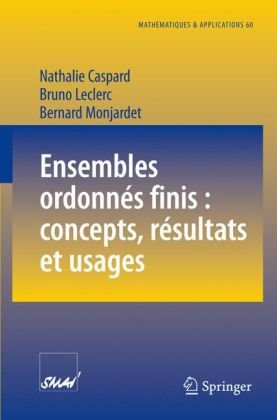 MATHÉMATIQUES & APPLICATIONS 60
Nathalie Caspard
Bruno Leclerc
Bernard Monjardet
Ensembles
ordonnés finis :
concepts, résultats
et usages
SMAI
Springer